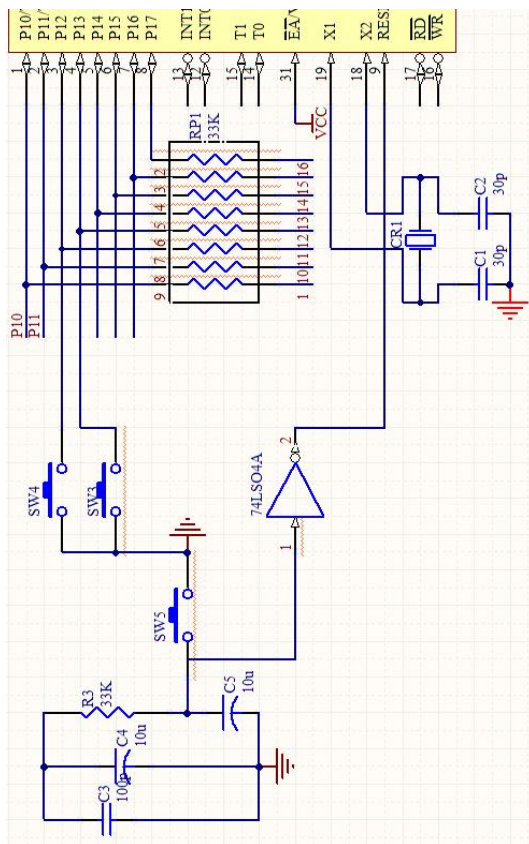 P10/
P11/
P12
P13
P14
P15
P16
P17
INT1
INT0
T1
T0
EA/V
X1
X2
RESE
RD
WR
1
2
3
4
5
6
7
8
13
12
15
14
31
19
18
9
17
16
VCC
RP1
33K
2
3
4
5
6
7
8
9
16
15
14
13
12
11
10
1
P10
P11
CR1
C2
30p
C1
30p
SW4
SW3
SW5
74LSO4A
2
1
R3
33K
C5
10u
C4
10u
C3
100p